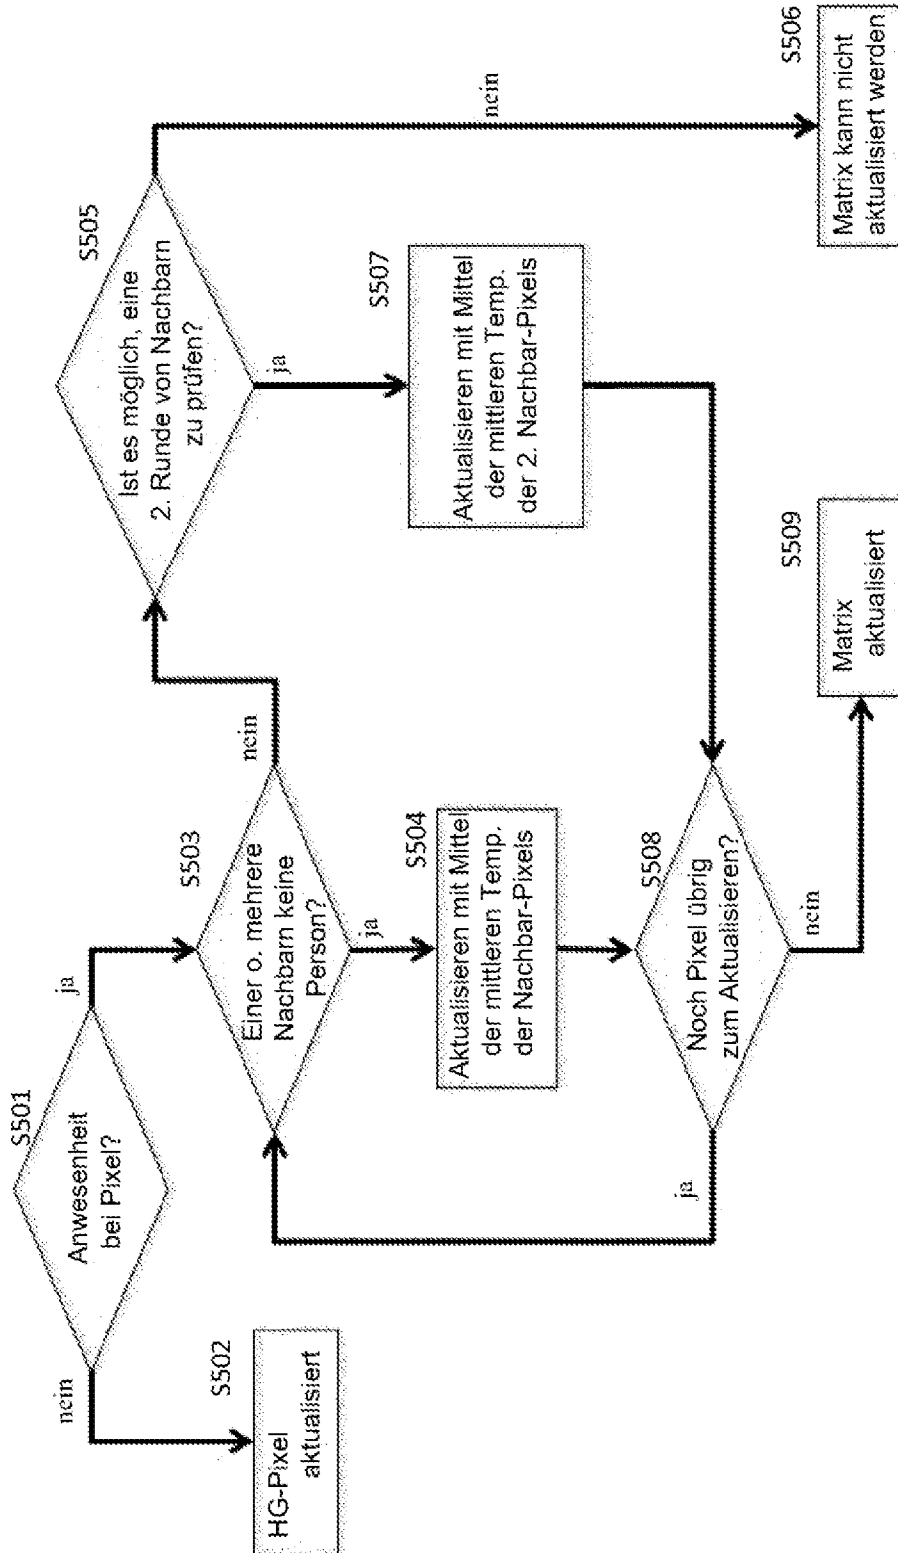 S501
Anwesenheit
bei Pixel?
nein
ja
S502
HG-Pixel
aktualisiert
S503
Einer o. mehrere
Nachbarn keine
Person?
nein
ja
S504
Aktualisieren mit Mittel
der mittleren Temp.
der Nachbar-Pixels
S505
Ist es möglich, eine
2. Runde von Nachbarn
zu prüfen?
nein
ja
S506
Matrix kann nicht
aktualisiert werden
S507
Aktualisieren mit Mittel
der mittleren Temp.
der 2. Nachbar-Pixels
S508
Noch Pixel übrig
zum Aktualisieren?
ja
nein
S509
Matrix
aktualisiert